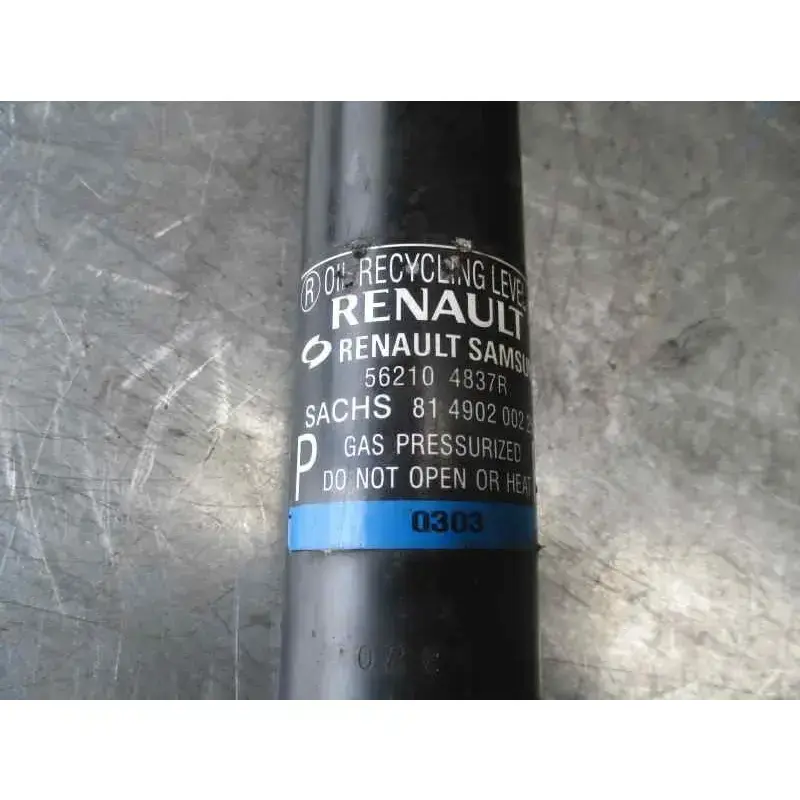 ® OIL RECYCLING LEVEL
RENAULT
RENAULT SAMSU
56210 4837R
SACHS 81 4902 002
P GAS PRESSURIZED
DO NOT OPEN OR HEAT
0303